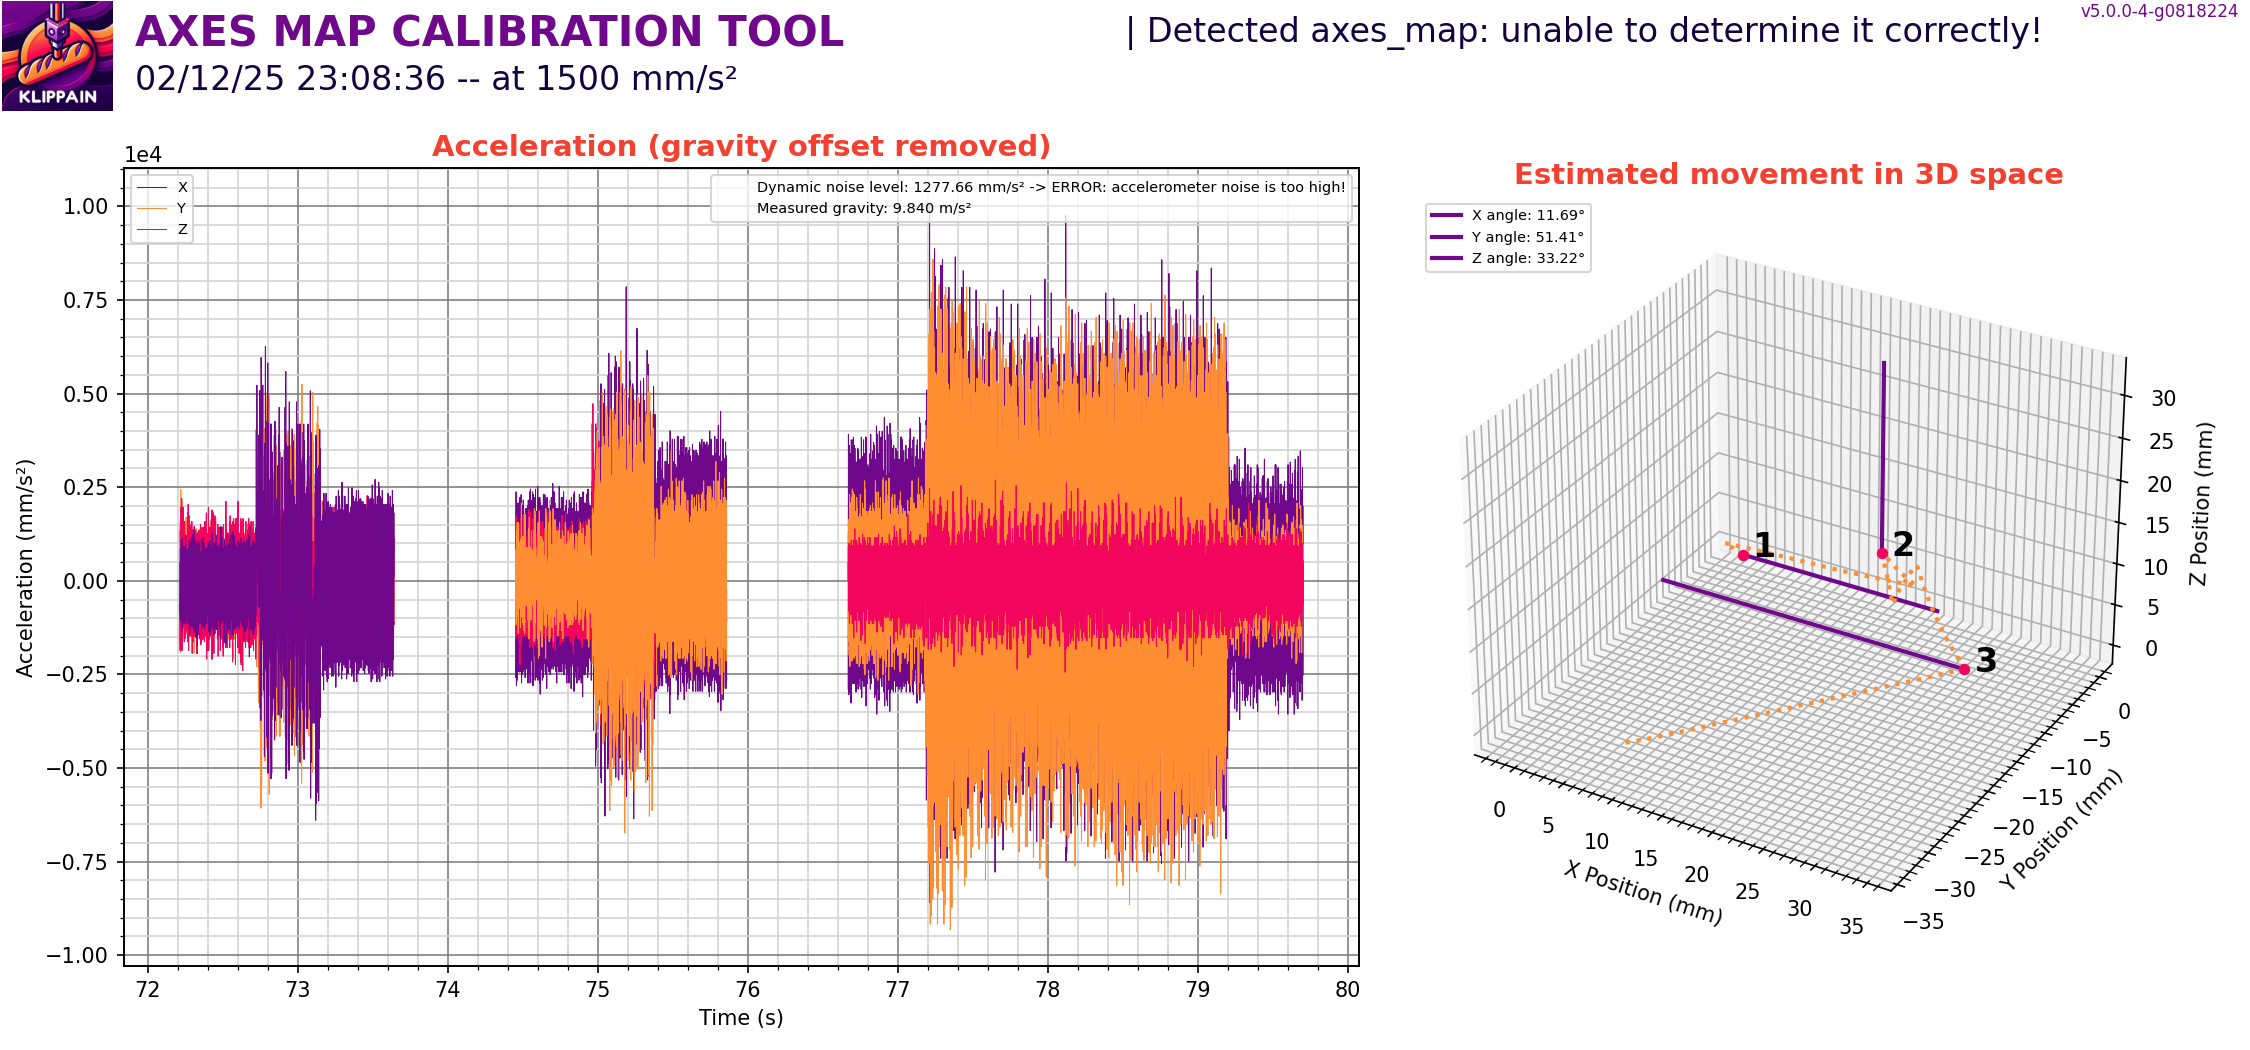 AXES MAP CALIBRATION TOOL
| Detected axes_map: unable to determine it correctly!
v5.0.0-4-g0818224
02/12/25 23:08:36 -- at 1500 mm/s²
KLIPPAIN
Acceleration (gravity offset removed)
1e4
X
Y
Z
Dynamic noise level: 1277.66 mm/s² -> ERROR: accelerometer noise is too high!
Measured gravity: 9.840 m/s²
1.00
0.75
0.50
0.25
0.00
−0.25
−0.50
−0.75
−1.00
Acceleration (mm/s²)
72 73 74 75 76 77 78 79 80
Time (s)
Estimated movement in 3D space
X angle: 11.69°
Y angle: 51.41°
Z angle: 33.22°
1
2
3
30
25
20
15
10
5
0
Z Position (mm)
0
−5
−10
−15
−20
−25
−30
−35
Y Position (mm)
0
5
10
15
20
25
30
35
X Position (mm)